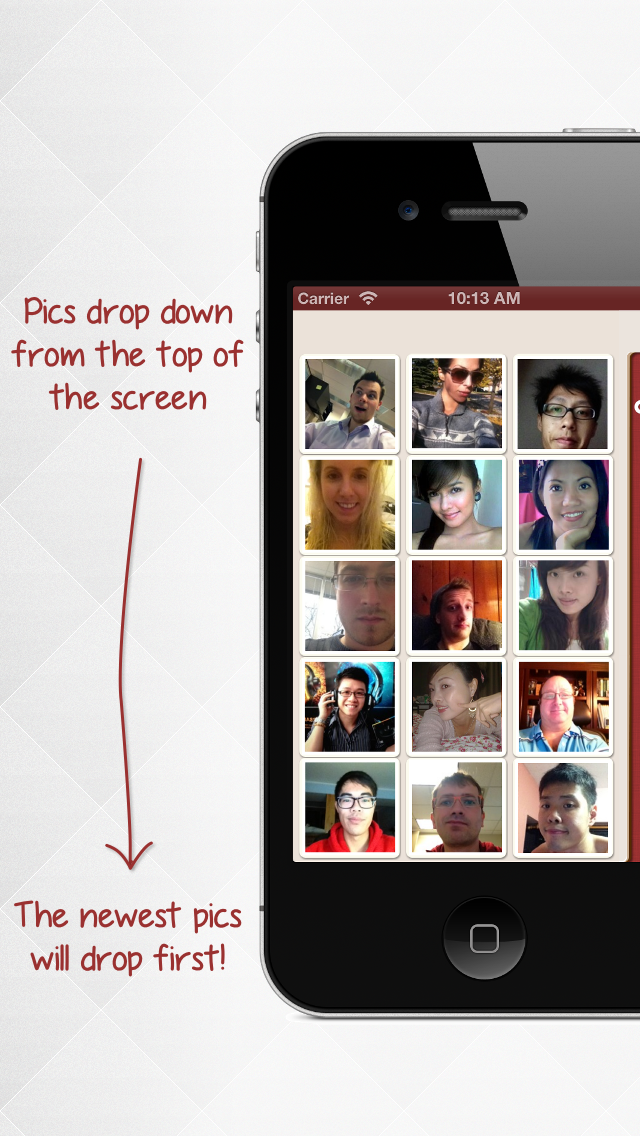 Carrier 10:13 AM
Pics drop down
from the top of
the screen
The newest pics
will drop first!